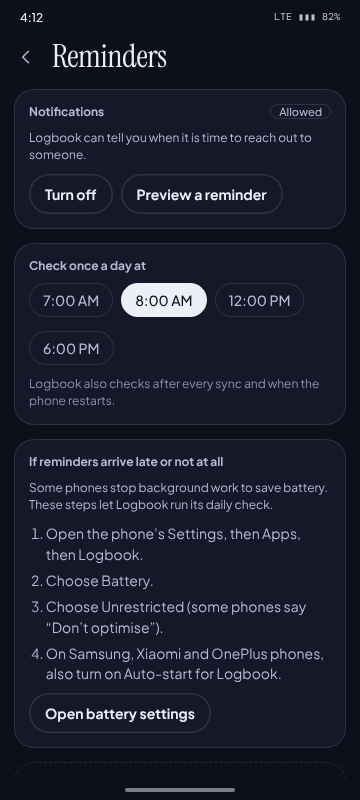 4:12
LTE 82%
Reminders
Notifications
Allowed
Logbook can tell you when it is time to reach out to
someone.
Turn off
Preview a reminder
Check once a day at
7:00 AM
8:00 AM
12:00 PM
6:00 PM
Logbook also checks after every sync and when the
phone restarts.
If reminders arrive late or not at all
Some phones stop background work to save battery.
These steps let Logbook run its daily check.
1. Open the phone’s Settings, then Apps,
then Logbook.
2. Choose Battery.
3. Choose Unrestricted (some phones say
“Don’t optimise”).
4. On Samsung, Xiaomi and OnePlus phones,
also turn on Auto-start for Logbook.
Open battery settings